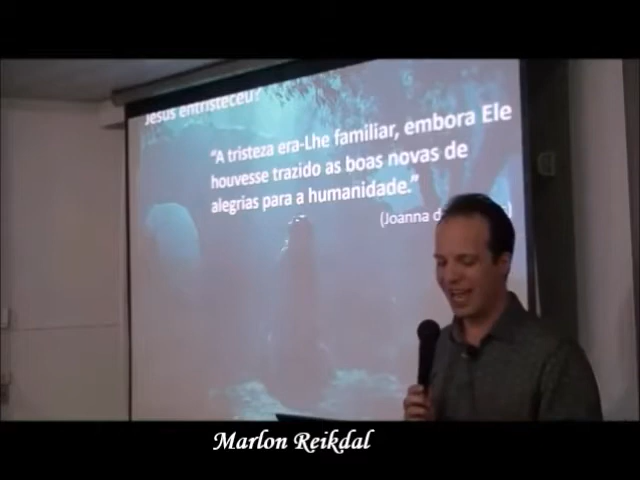 Jesus entristeceu?
“A tristeza era-Lhe familiar, embora Ele
houvesse trazido as boas novas de
alegrias para a humanidade.”
(Joanna d
Marlon Reikdal